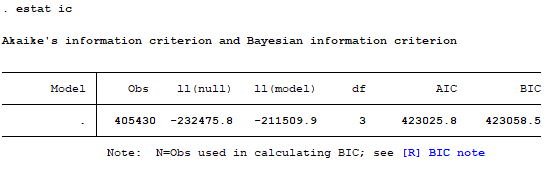 . estat ic
Akaike's information criterion and Bayesian information criterion
Model Obs ll(null) ll(model) df AIC BIC
. 405430 -232475.8 -211509.9 3 423025.8 423058.5
Note: N=Obs used in calculating BIC; see [R] BIC note